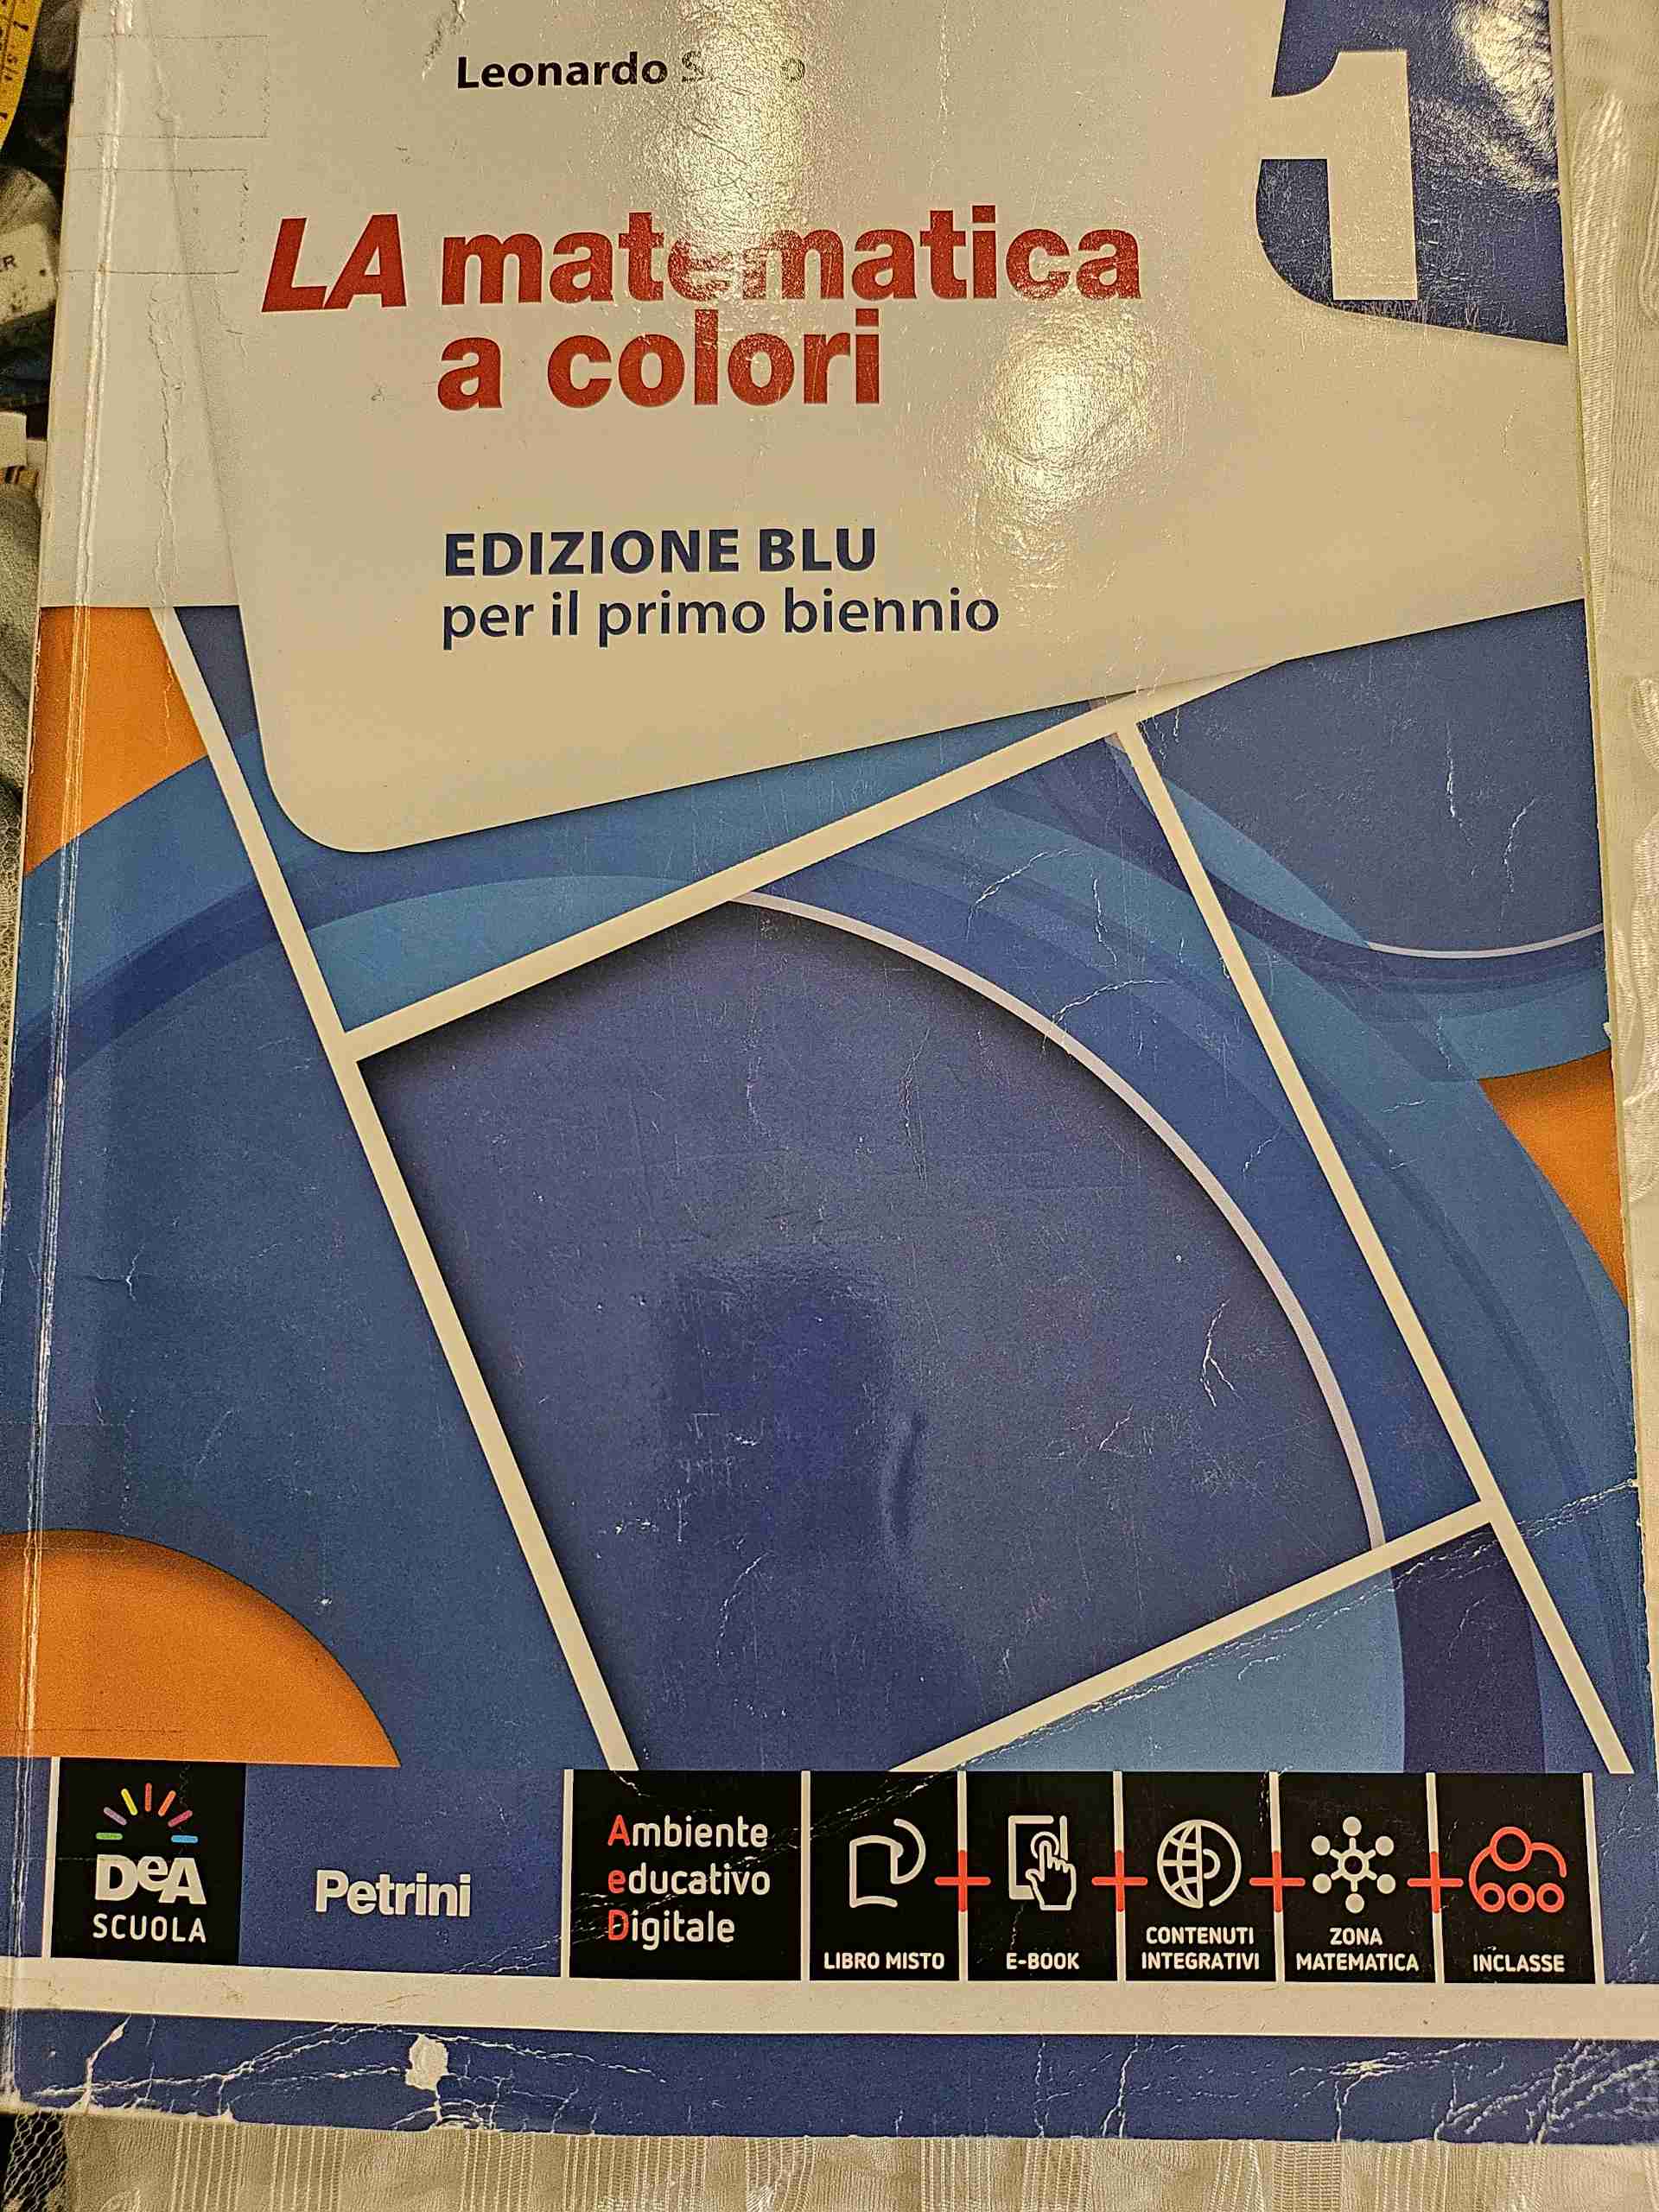 Leonardo
1
LA matematica
a colori
EDIZIONE BLU
per il primo biennio
DeA
SCUOLA
Petrini
Ambiente
educativo
Digitale
LIBRO MISTO
E-BOOK
CONTENUTI
INTEGRATIVI
ZONA
MATEMATICA
INCLASSE